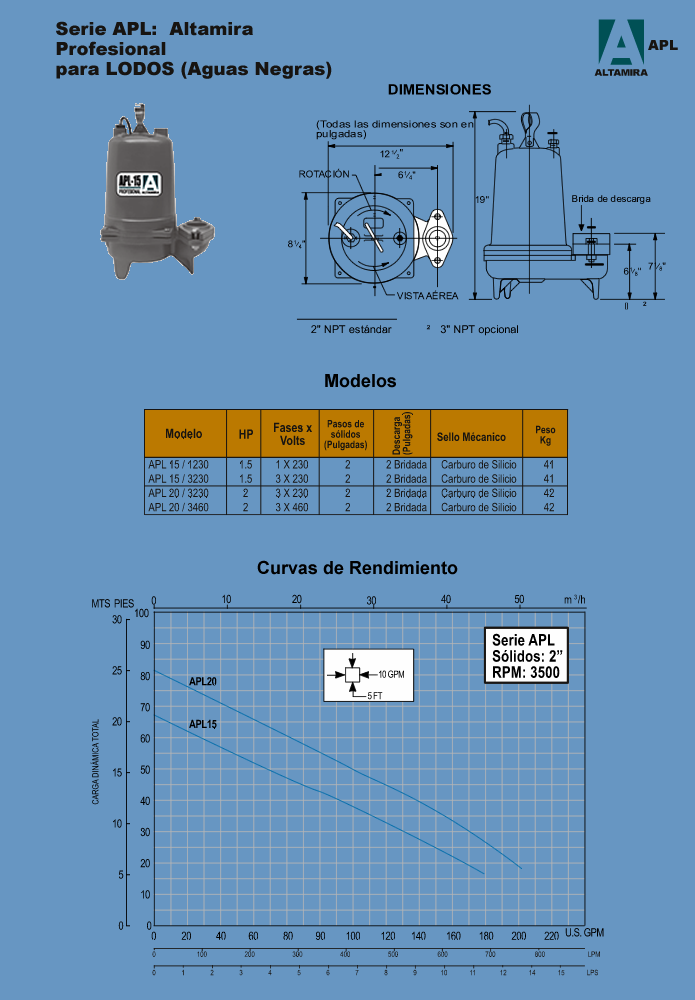 Serie APL: Altamira
Profesional
para LODOS (Aguas Negras)
APL
ALTAMIRA
DIMENSIONES
(Todas las dimensiones son en
pulgadas)
12 1/2"
ROTACIÓN
6 1/4"
19"
Brida de descarga
8 1/4"
6 1/8"
7 1/8"
VISTA AÉREA
2
2" NPT estándar
2 3" NPT opcional
APL-15
PROFESIONAL
Modelos
Modelo HP Fases x Volts Pasos de sólidos (Pulgadas) Descarga (Pulgadas) Sello Mécanico Peso Kg
APL 15 / 1230 1.5 1 X 230 2 2 Bridada Carburo de Silicio 41
APL 15 / 3230 1.5 3 X 230 2 2 Bridada Carburo de Silicio 41
APL 20 / 3230 2 3 X 230 2 2 Bridada Carburo de Silicio 42
APL 20 / 3460 2 3 X 460 2 2 Bridada Carburo de Silicio 42
Curvas de Rendimiento
MTS PIES
0 10 20 30 40 50 m³/h
30
25
20
15
10
5
0
100
90
80
70
60
50
40
30
20
10
0
CARGA DINÁMICA TOTAL
APL20
APL15
10 GPM
5 FT
Serie APL
Sólidos: 2”
RPM: 3500
0 20 40 60 80 90 100 120 140 160 180 200 220 U.S. GPM
0 100 200 300 400 500 600 700 800 LPM
0 1 2 3 4 5 6 7 8 9 10 11 12 14 15 LPS